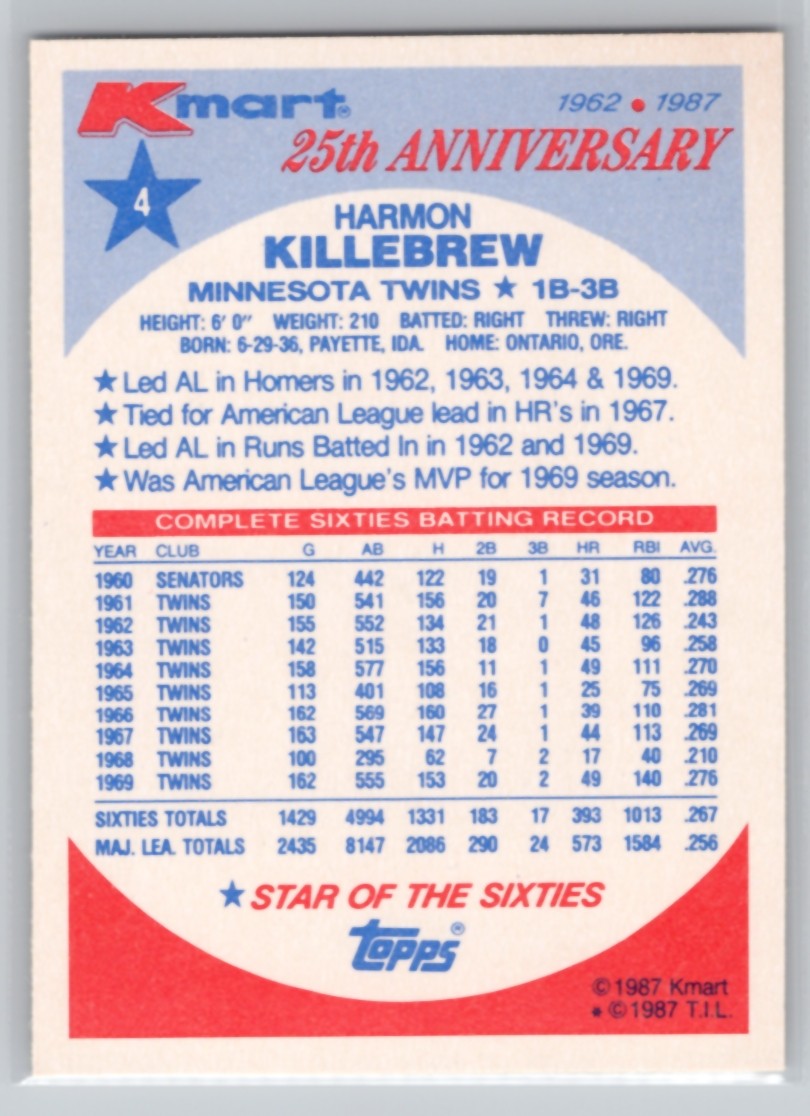 Kmart® 1962 • 1987
25th ANNIVERSARY
4
HARMON
KILLEBREW
MINNESOTA TWINS ★ 1B-3B
HEIGHT: 6' 0" WEIGHT: 210 BATTED: RIGHT THREW: RIGHT
BORN: 6-29-36, PAYETTE, IDA. HOME: ONTARIO, ORE.
★ Led AL in Homers in 1962, 1963, 1964 & 1969.
★ Tied for American League lead in HR's in 1967.
★ Led AL in Runs Batted In in 1962 and 1969.
★ Was American League's MVP for 1969 season.
COMPLETE SIXTIES BATTING RECORD
YEAR CLUB G AB H 2B 3B HR RBI AVG.
1960 SENATORS 124 442 122 19 1 31 80 .276
1961 TWINS 150 541 156 20 7 46 122 .288
1962 TWINS 155 552 134 21 1 48 126 .243
1963 TWINS 142 515 133 18 0 45 96 .258
1964 TWINS 158 577 156 11 1 49 111 .270
1965 TWINS 113 401 108 16 1 25 75 .269
1966 TWINS 162 569 160 27 1 39 110 .281
1967 TWINS 163 547 147 24 1 44 113 .269
1968 TWINS 100 295 62 7 2 17 40 .210
1969 TWINS 162 555 153 20 2 49 140 .276
SIXTIES TOTALS 1429 4994 1331 183 17 393 1013 .267
MAJ. LEA. TOTALS 2435 8147 2086 290 24 573 1584 .256
★ STAR OF THE SIXTIES
topps®
©1987 Kmart
* ©1987 T.I.L.